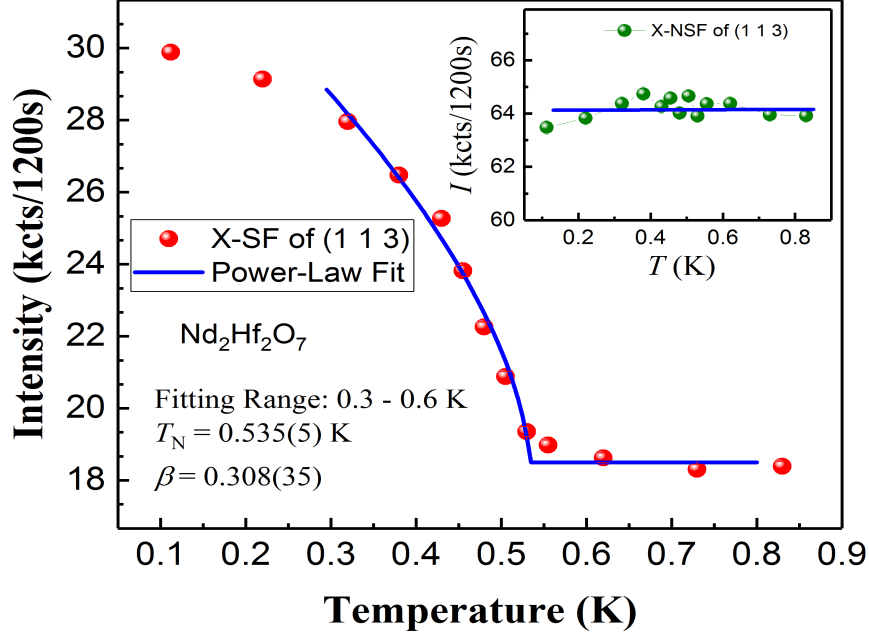 Intensity (kcts/1200s)
30
28
26
24
22
20
18
X-SF of (1 1 3)
Power-Law Fit
Nd₂Hf₂O₇
Fitting Range: 0.3 - 0.6 K
T_N = 0.535(5) K
β = 0.308(35)
0.1 0.2 0.3 0.4 0.5 0.6 0.7 0.8 0.9
Temperature (K)
I (kcts/1200s)
66
64
62
60
X-NSF of (1 1 3)
0.2 0.4 0.6 0.8
T (K)